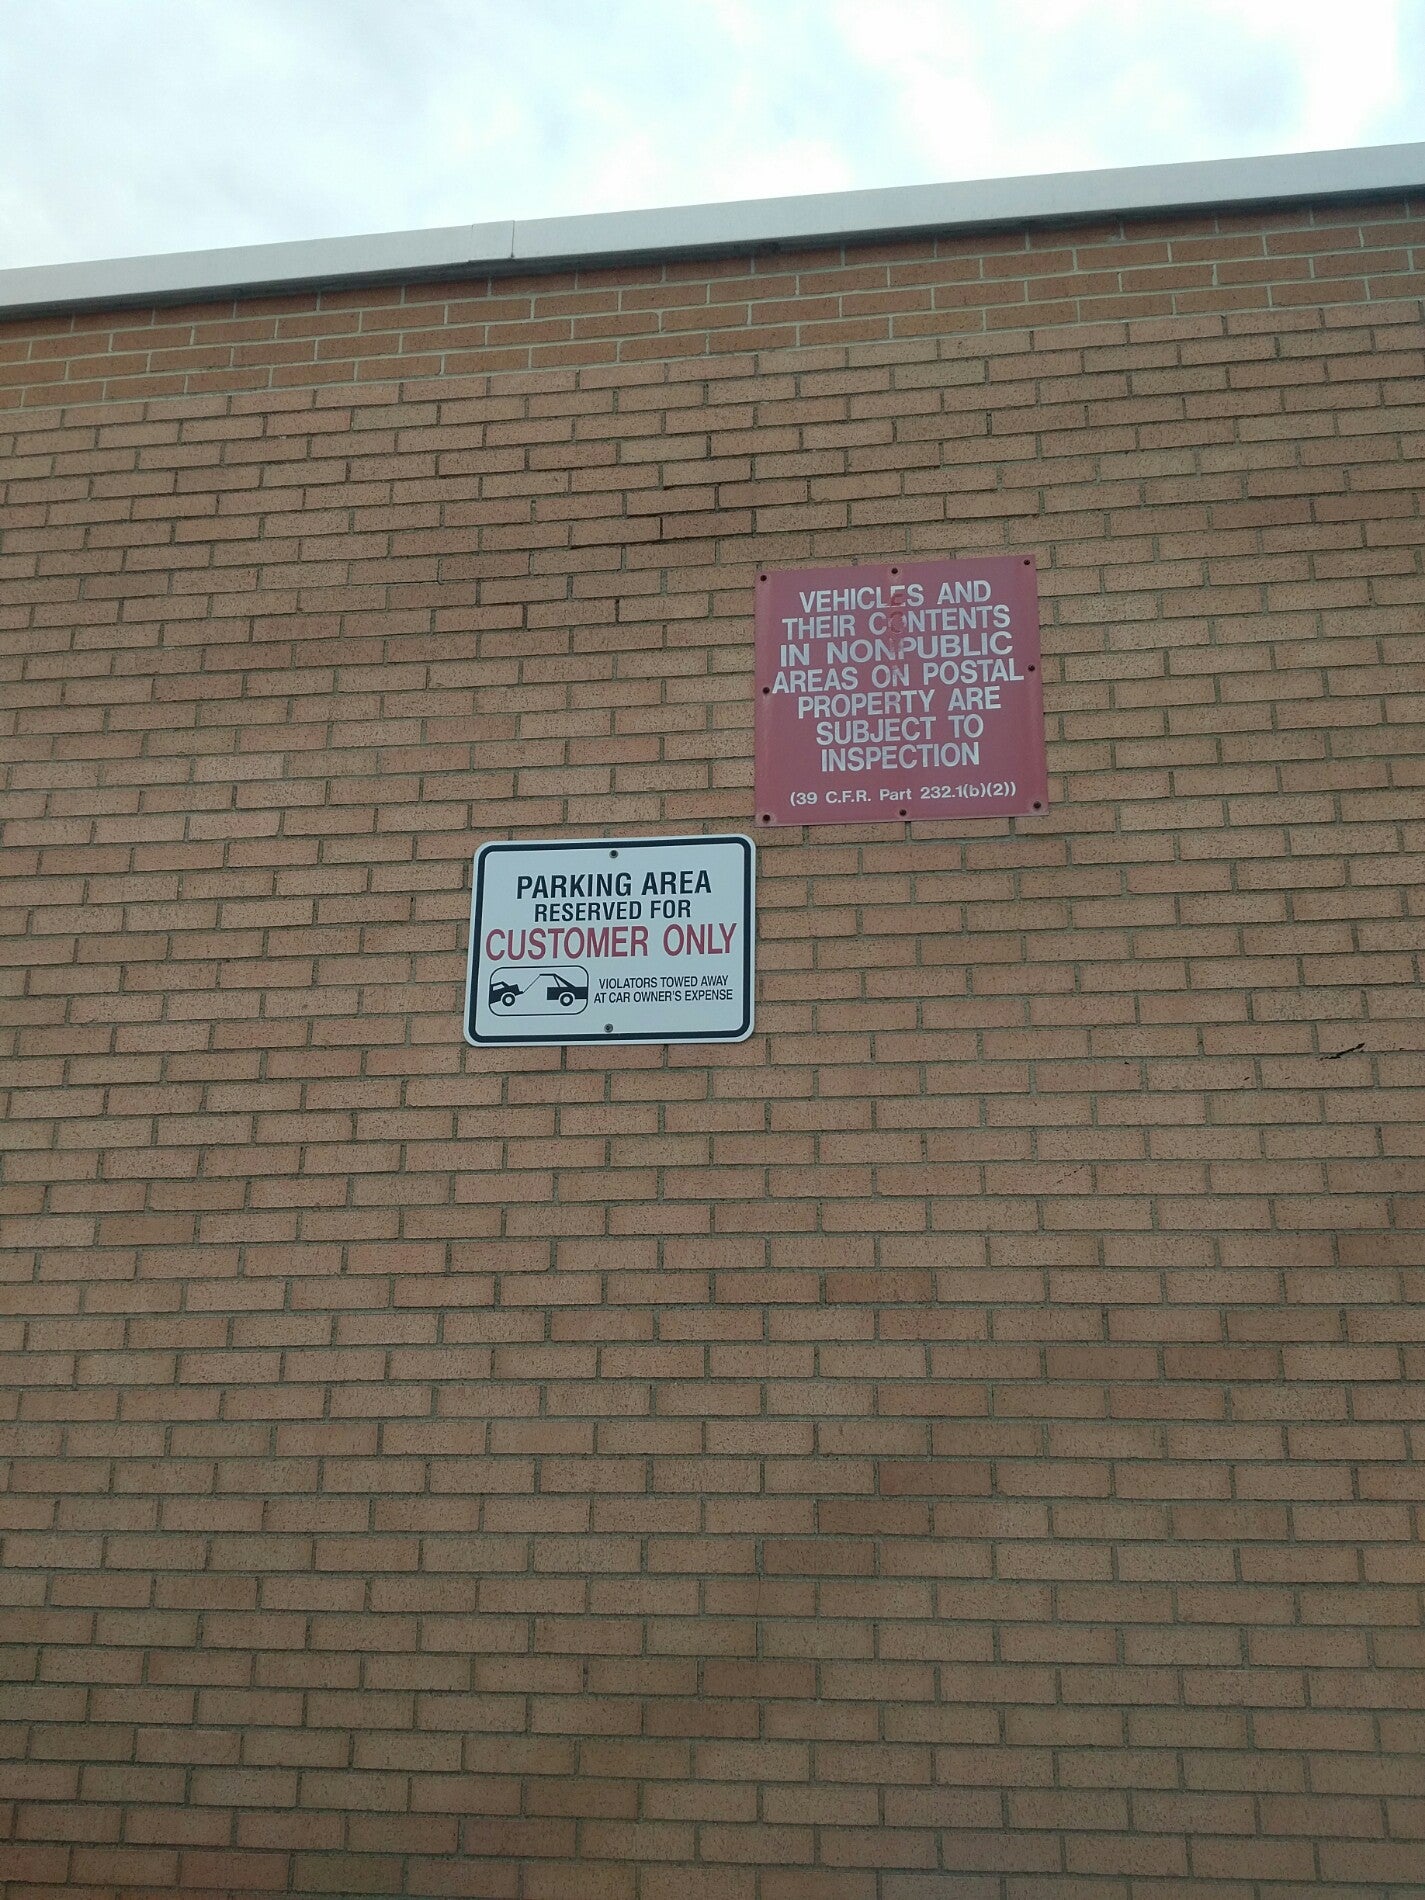 VEHICLES AND
THEIR CONTENTS
IN NONPUBLIC
AREAS ON POSTAL
PROPERTY ARE
SUBJECT TO
INSPECTION
(39 C.F.R. Part 232.1(b)(2))
PARKING AREA
RESERVED FOR
CUSTOMER ONLY
VIOLATORS TOWED AWAY
AT CAR OWNER'S EXPENSE